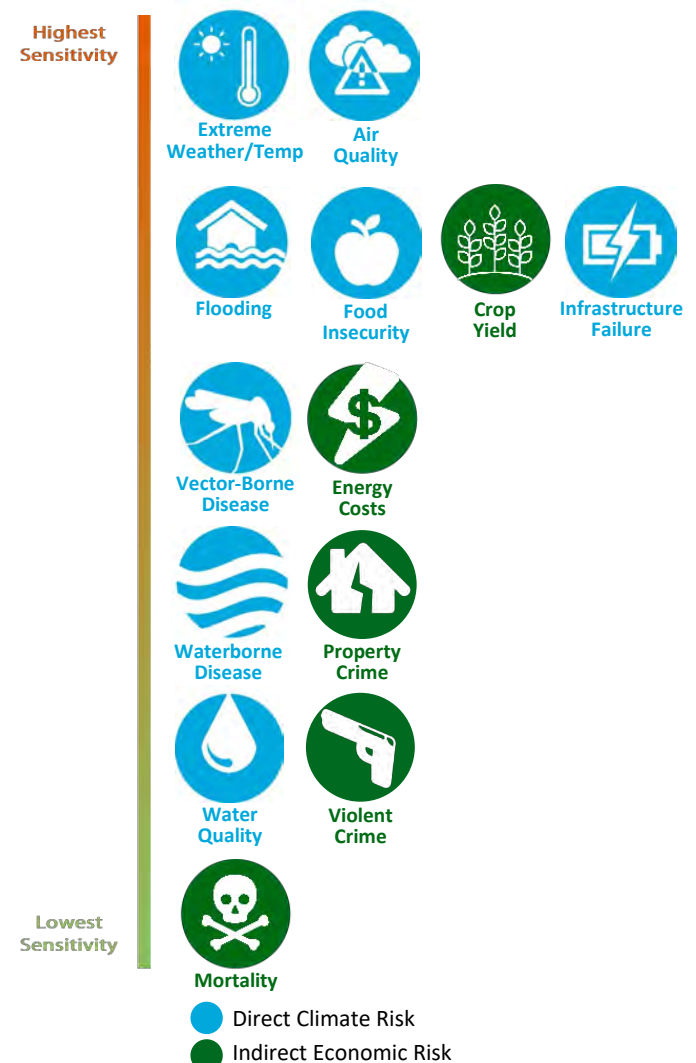 Highest
Sensitivity
Extreme
Weather/Temp
Air
Quality
Flooding
Food
Insecurity
Crop
Yield
Infrastructure
Failure
Vector-Borne
Disease
$
Energy
Costs
Waterborne
Disease
Property
Crime
Water
Quality
Violent
Crime
Lowest
Sensitivity
Mortality
Direct Climate Risk
Indirect Economic Risk